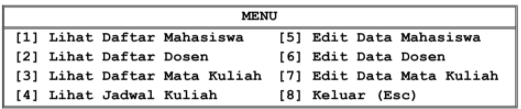 MENU
[1] Lihat Daftar Mahasiswa [5] Edit Data Mahasiswa
[2] Lihat Daftar Dosen [6] Edit Data Dosen
[3] Lihat Daftar Mata Kuliah [7] Edit Data Mata Kuliah
[4] Lihat Jadwal Kuliah [8] Keluar (Esc)